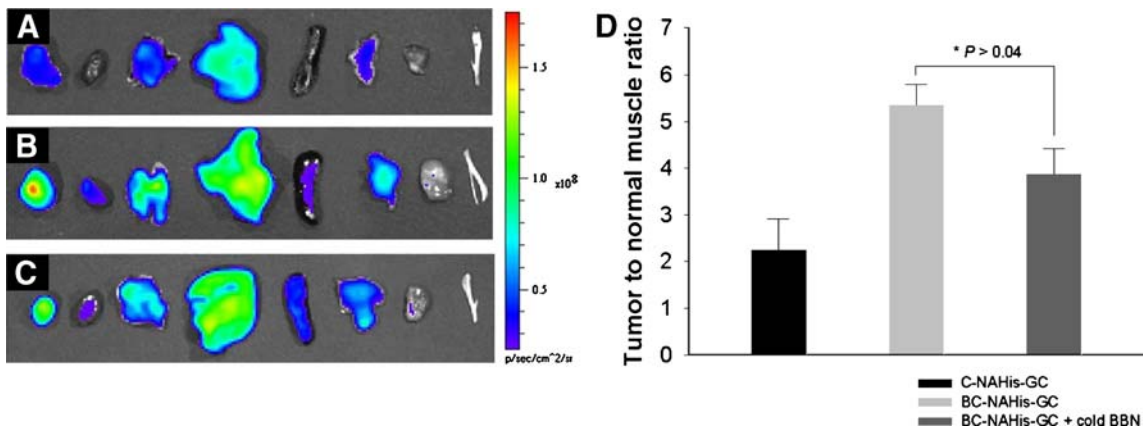 A
B
C
1.5
1.0
x10⁸
0.5
p/sec/cm^2/sr
D
Tumor to normal muscle ratio
7
6
5
4
3
2
1
0
* P > 0.04
C-NAHis-GC
BC-NAHis-GC
BC-NAHis-GC + cold BBN